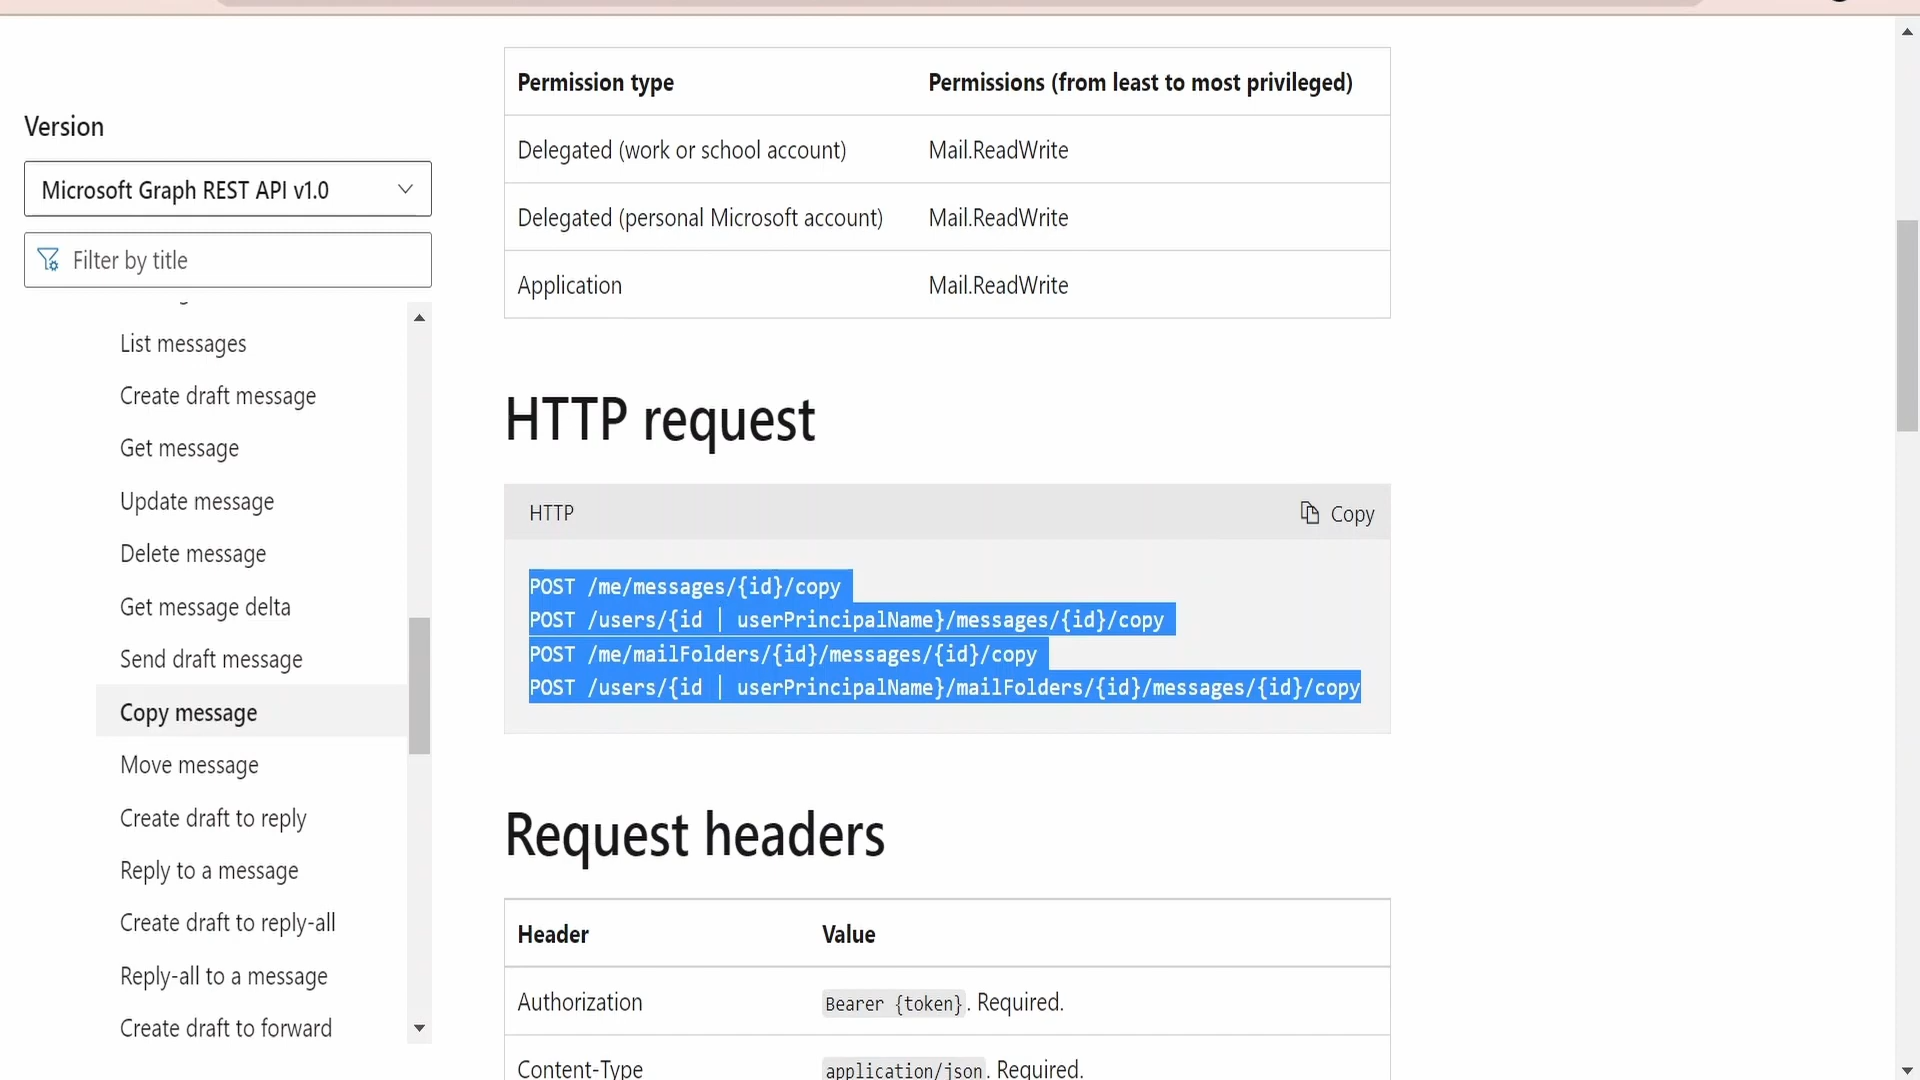 Version
Microsoft Graph REST API v1.0
Filter by title
List messages
Create draft message
Get message
Update message
Delete message
Get message delta
Send draft message
Copy message
Move message
Create draft to reply
Reply to a message
Create draft to reply-all
Reply-all to a message
Create draft to forward
Permission type Permissions (from least to most privileged)
Delegated (work or school account) Mail.ReadWrite
Delegated (personal Microsoft account) Mail.ReadWrite
Application Mail.ReadWrite
HTTP request
HTTP Copy
POST /me/messages/{id}/copy
POST /users/{id | userPrincipalName}/messages/{id}/copy
POST /me/mailFolders/{id}/messages/{id}/copy
POST /users/{id | userPrincipalName}/mailFolders/{id}/messages/{id}/copy
Request headers
Header Value
Authorization Bearer {token}. Required.
Content-Type application/json. Required.